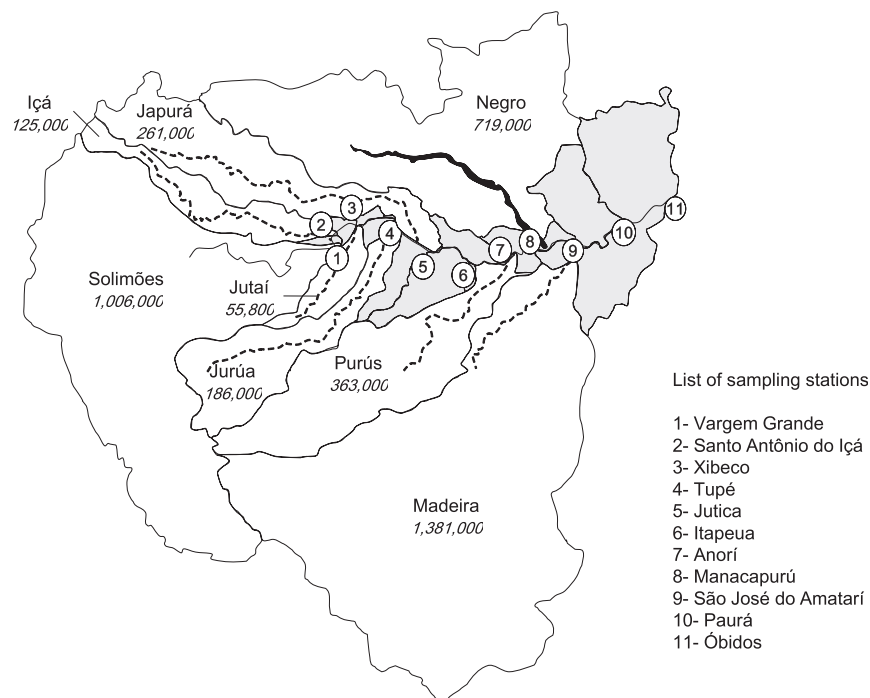 Içá
125,000
Japurá
261,000
Negro
719,000
3
2
4
1
5
6
7
8
9
10
11
Solimões
1,006,000
Jutaí
55,800
Jurúa
186,000
Purús
363,000
Madeira
1,381,000
List of sampling stations
1- Vargem Grande
2- Santo Antônio do Içá
3- Xibeco
4- Tupé
5- Jutica
6- Itapeua
7- Anorí
8- Manacapurú
9- São José do Amatarí
10- Paurá
11- Óbidos